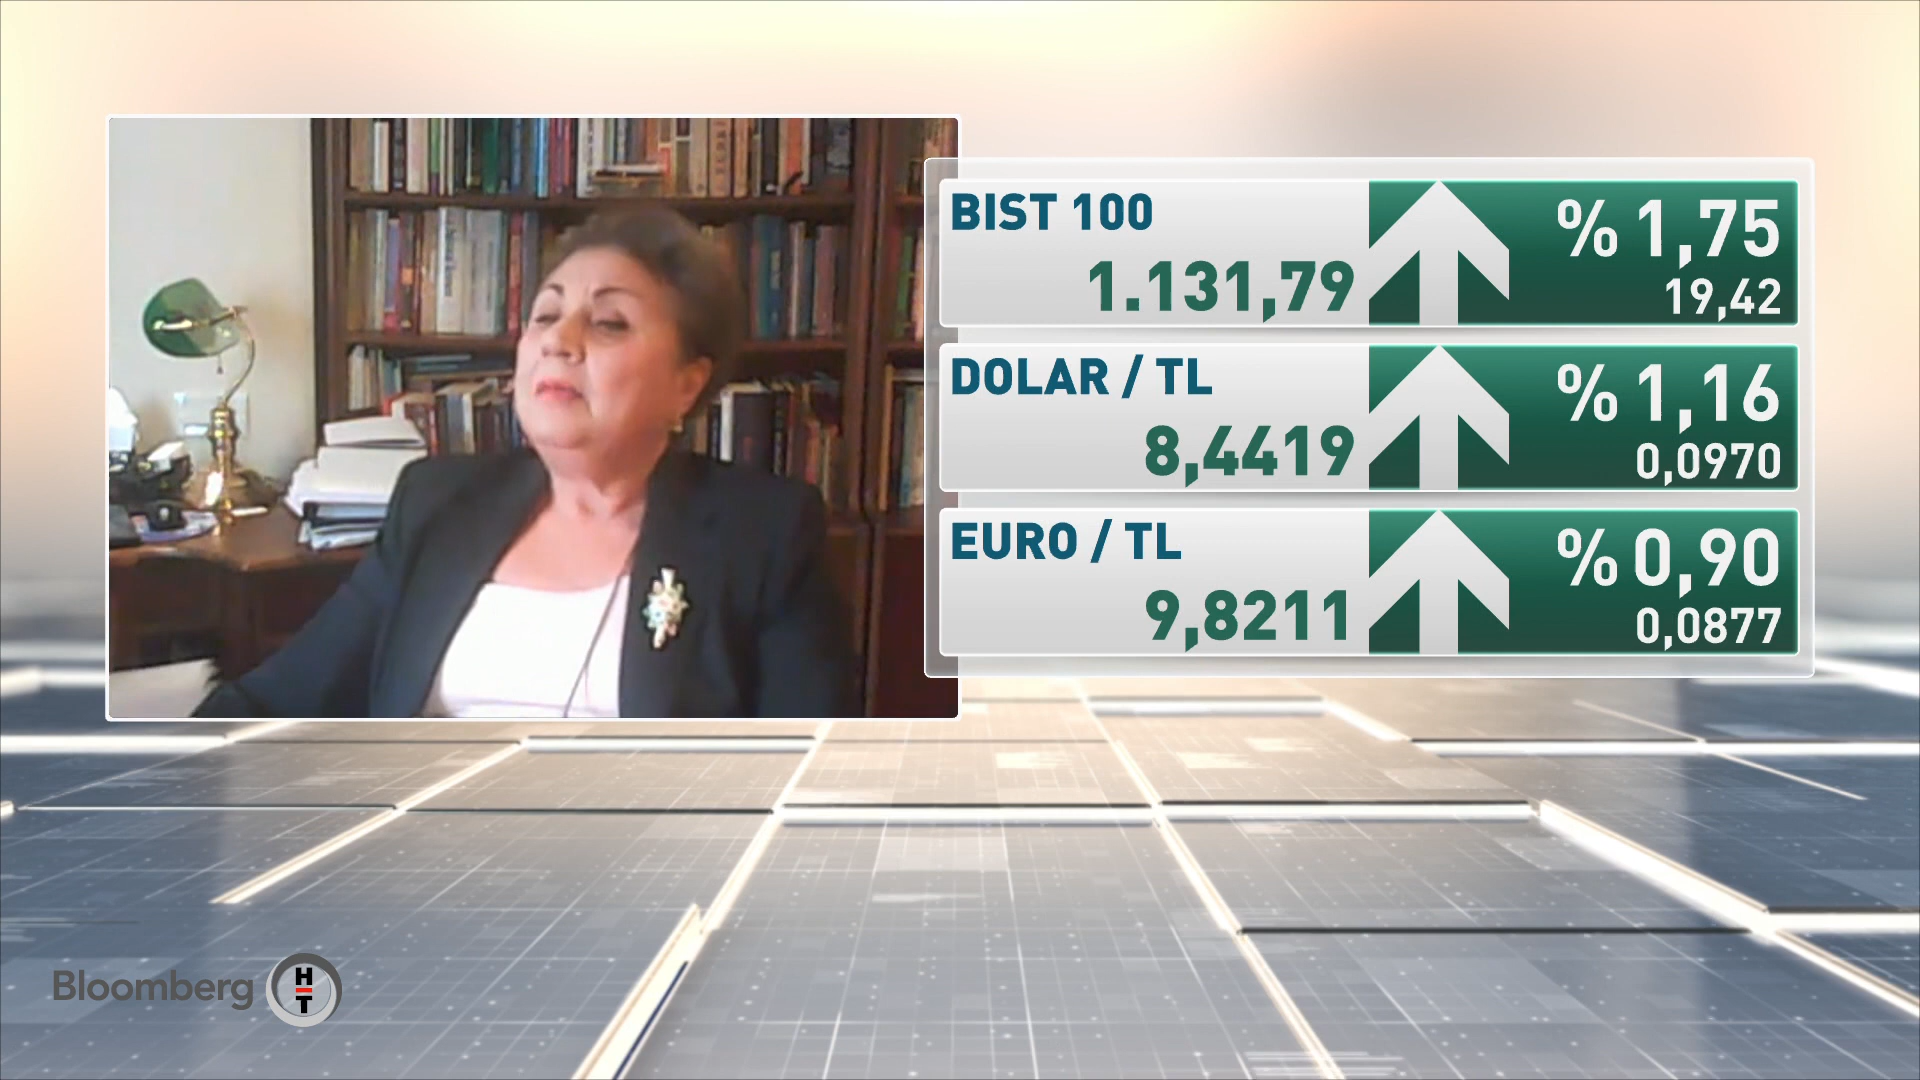 BIST 100
1.131,79
% 1,75
19,42
DOLAR / TL
8,4419
% 1,16
0,0970
EURO / TL
9,8211
% 0,90
0,0877
Bloomberg HT